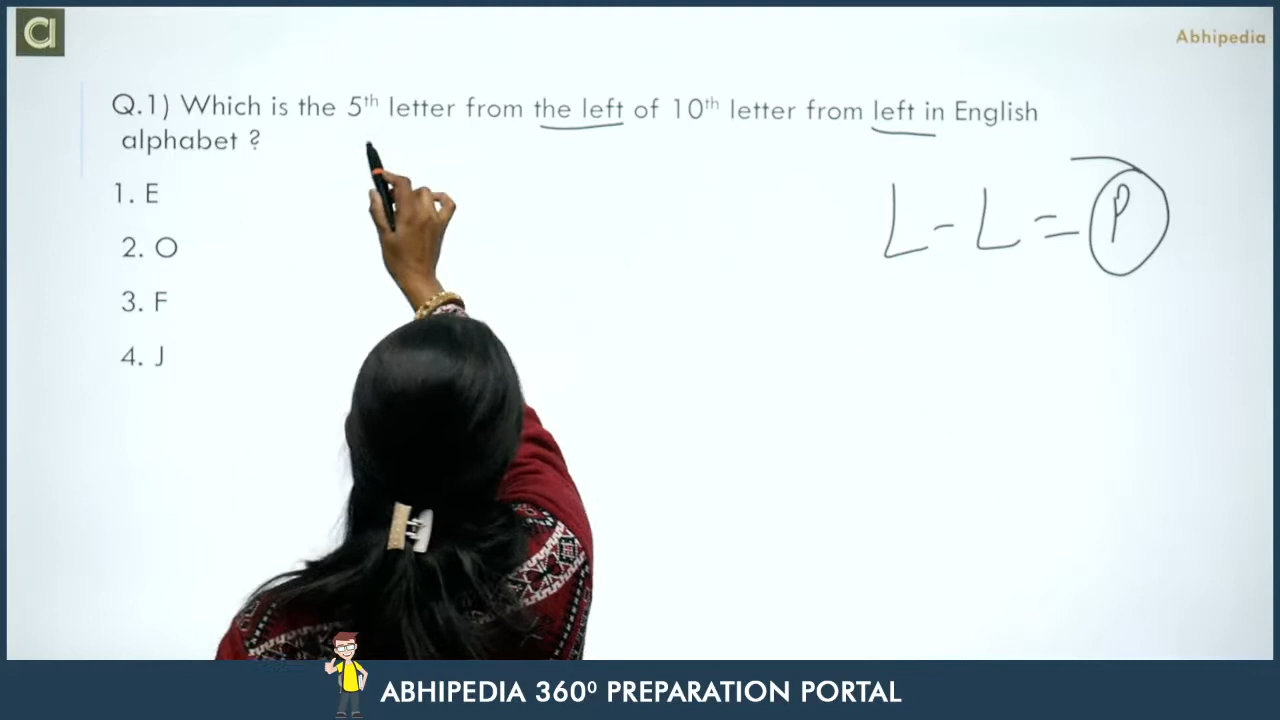 CA
Abhipedia
Q.1) Which is the 5th letter from the left of 10th letter from left in English
alphabet ?
1. E
2. O
3. F
4. J
L - L = P
ABHIPEDIA 360⁰ PREPARATION PORTAL